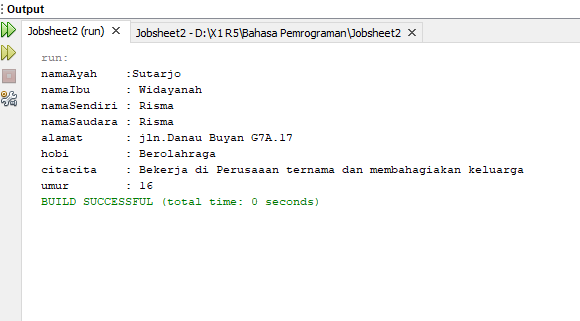 Output
Jobsheet2 (run) Jobsheet2 - D:\X1 R5\Bahasa Pemrograman\Jobsheet2
run:
namaAyah    :Sutarjo
namaIbu     : Widayanah
namaSendiri : Risma
namaSaudara : Risma
alamat      : jln.Danau Buyan G7A.17
hobi        : Berolahraga
citacita    : Bekerja di Perusaaan ternama dan membahagiakan keluarga
umur        : 16
BUILD SUCCESSFUL (total time: 0 seconds)